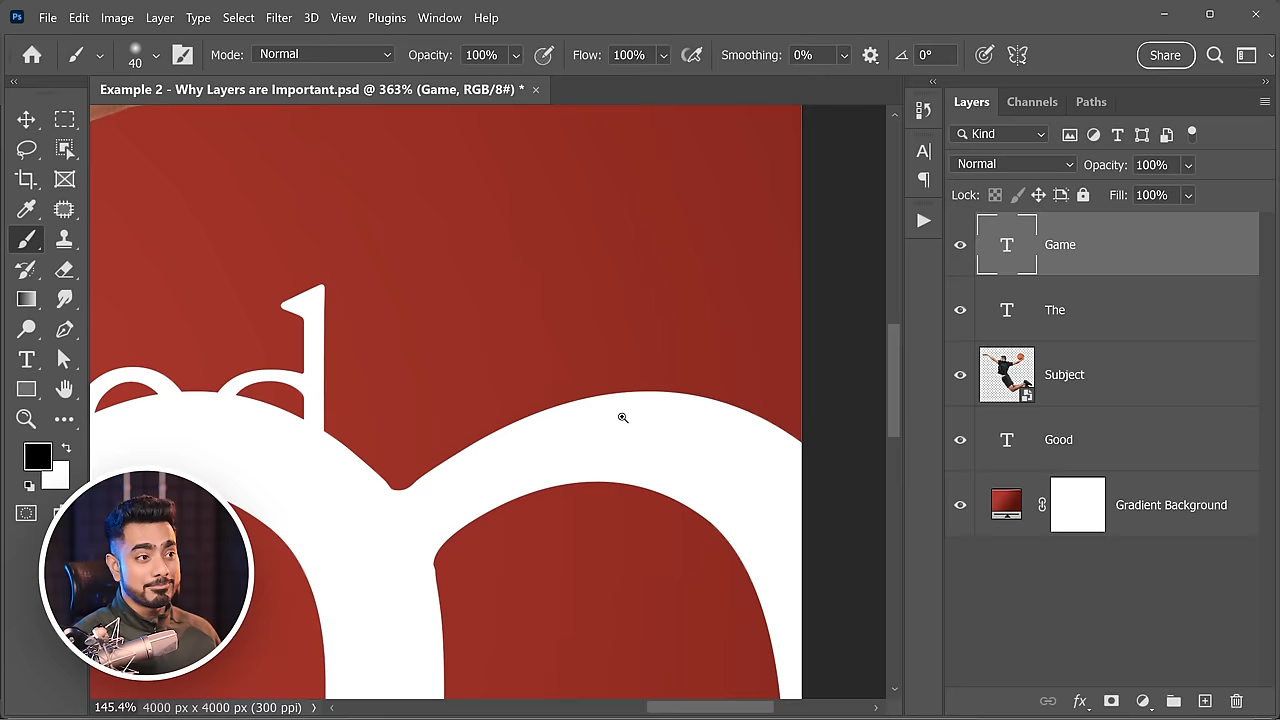 Ps File Edit Image Layer Type Select Filter 3D View Plugins Window Help
40 Mode: Normal Opacity: 100% Flow: 100% Smoothing: 0% 0° Share
Example 2 - Why Layers are Important.psd @ 363% (Game, RGB/8#) *
Layers Channels Paths
Kind
Normal Opacity: 100%
Lock: Fill: 100%
Game
The
Subject
Good
Gradient Background
145.4% 4000 px x 4000 px (300 ppi)